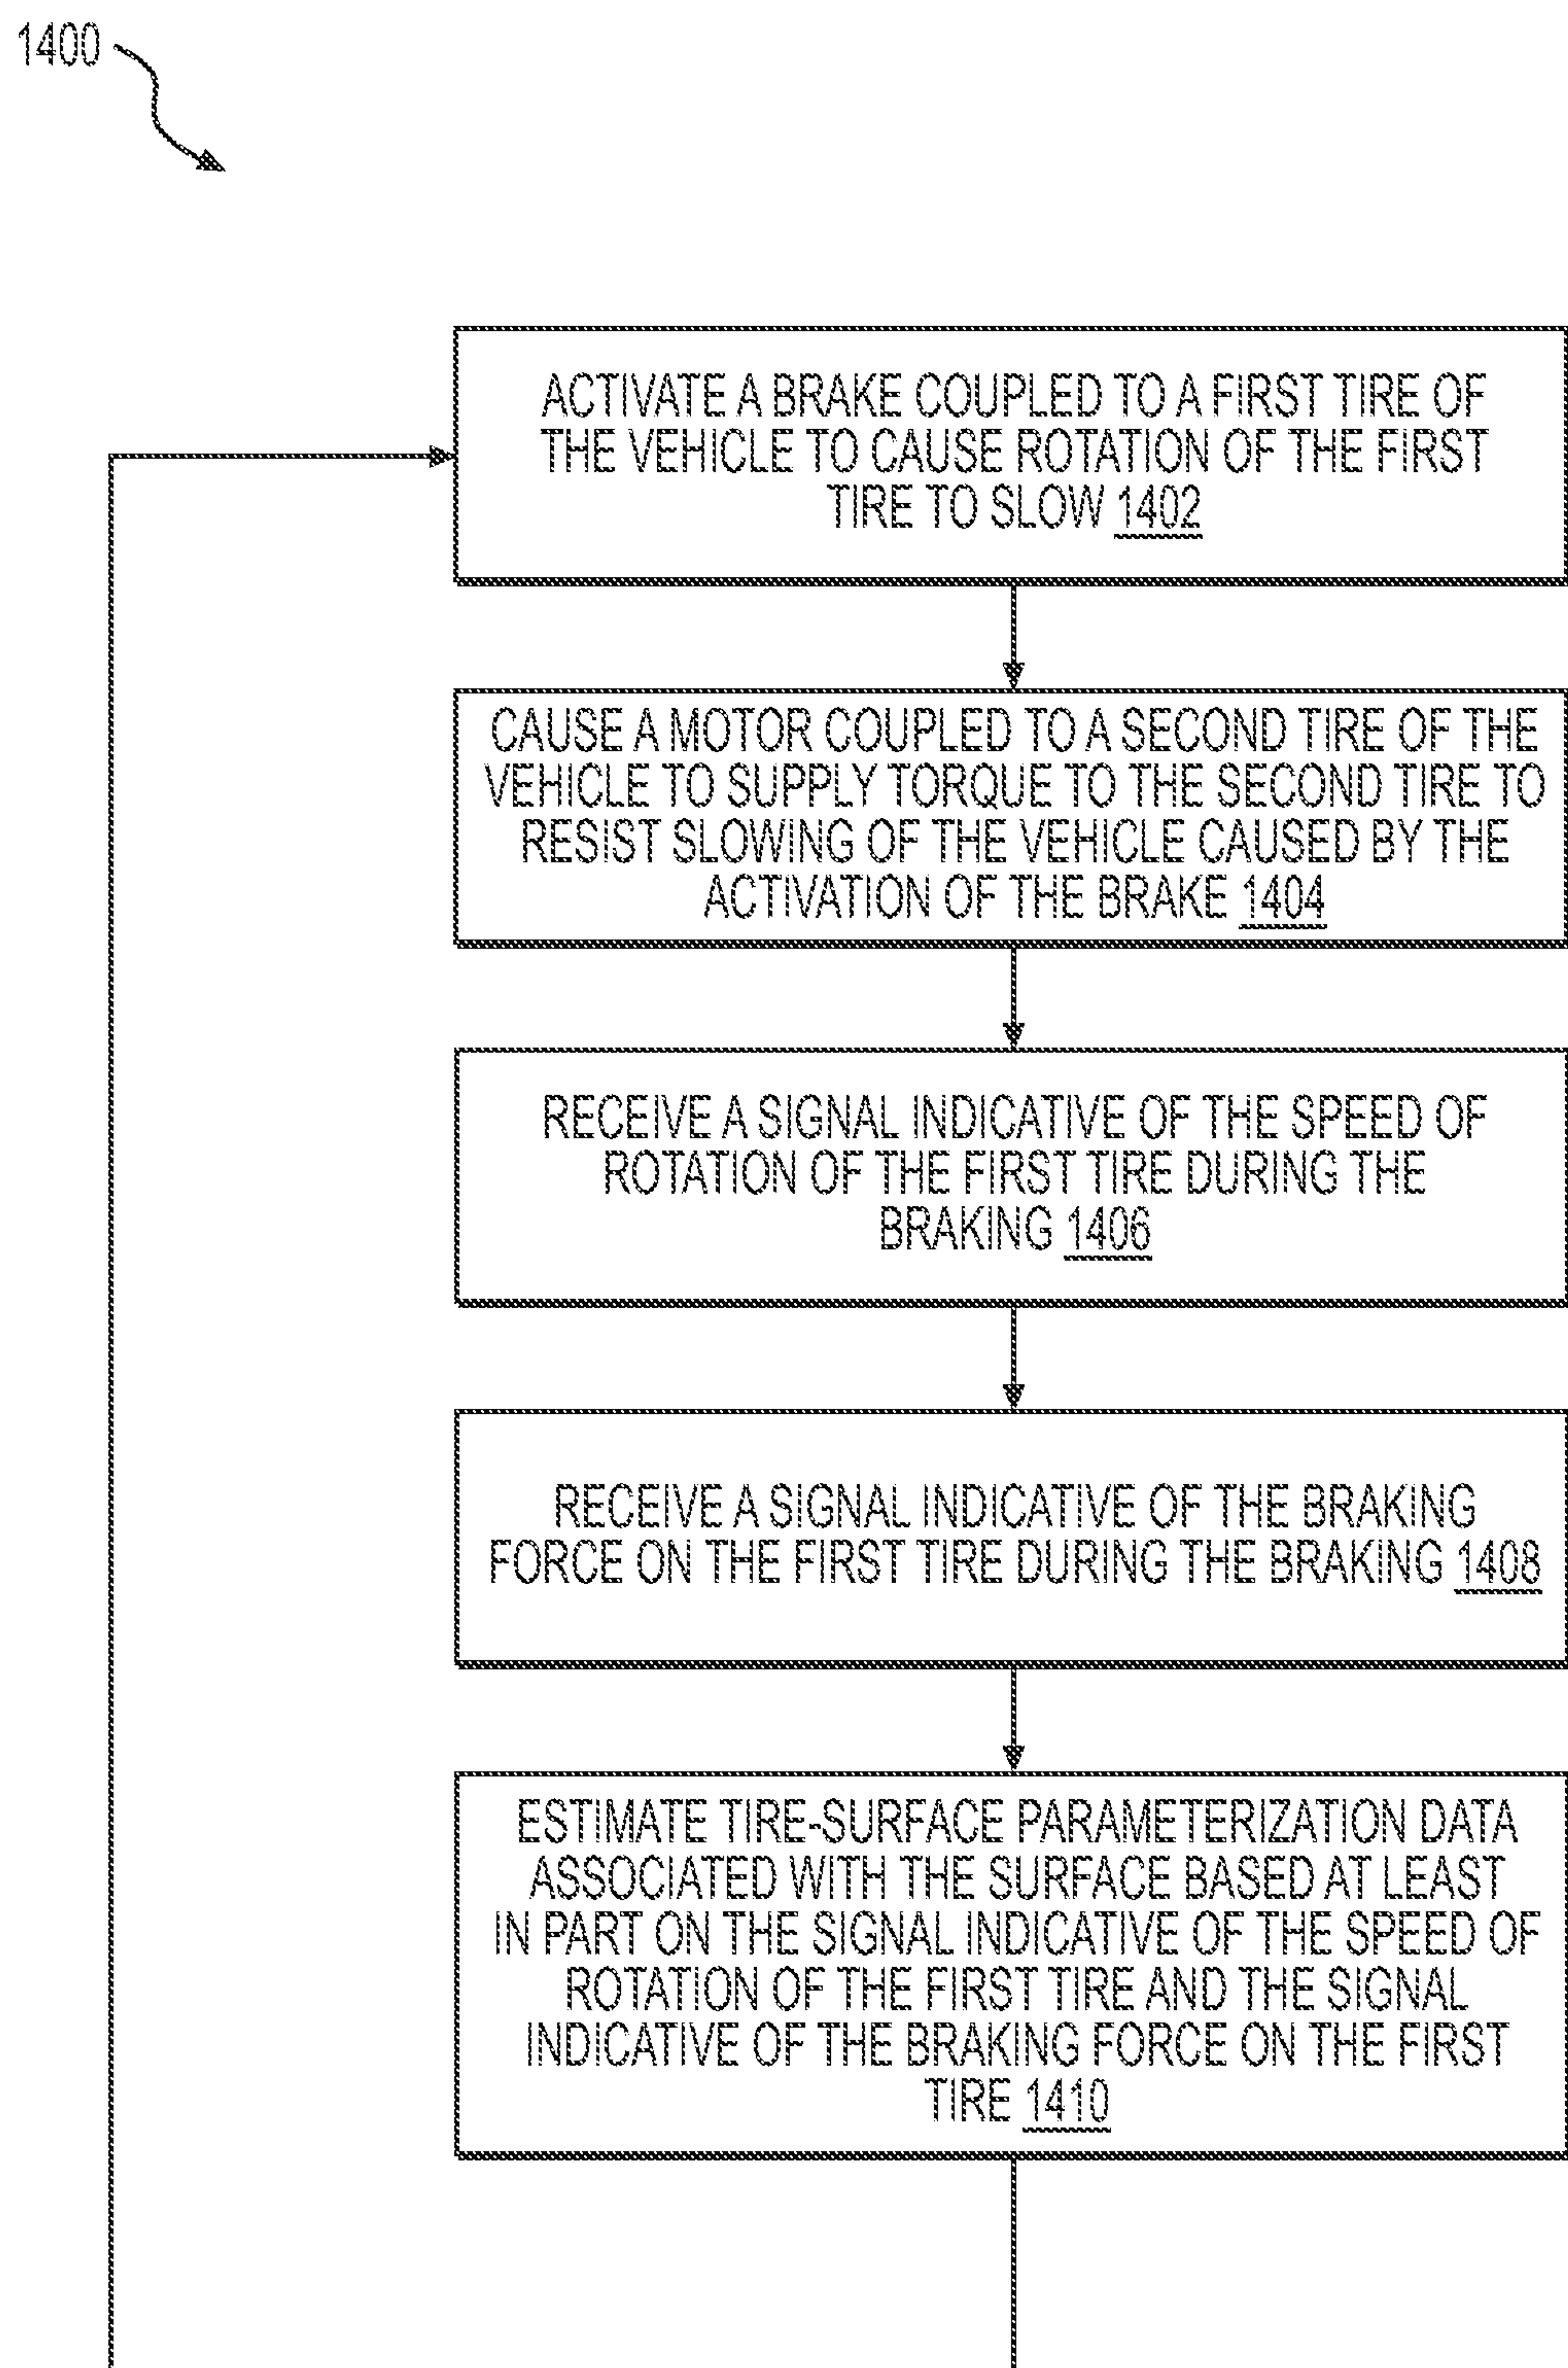 1400
ACTIVATE A BRAKE COUPLED TO A FIRST TIRE OF
THE VEHICLE TO CAUSE ROTATION OF THE FIRST
TIRE TO SLOW 1402
CAUSE A MOTOR COUPLED TO A SECOND TIRE OF THE
VEHICLE TO SUPPLY TORQUE TO THE SECOND TIRE TO
RESIST SLOWING OF THE VEHICLE CAUSED BY THE
ACTIVATION OF THE BRAKE 1404
RECEIVE A SIGNAL INDICATIVE OF THE SPEED OF
ROTATION OF THE FIRST TIRE DURING THE
BRAKING 1406
RECEIVE A SIGNAL INDICATIVE OF THE BRAKING
FORCE ON THE FIRST TIRE DURING THE BRAKING 1408
ESTIMATE TIRE-SURFACE PARAMETERIZATION DATA
ASSOCIATED WITH THE SURFACE BASED AT LEAST
IN PART ON THE SIGNAL INDICATIVE OF THE SPEED OF
ROTATION OF THE FIRST TIRE AND THE SIGNAL
INDICATIVE OF THE BRAKING FORCE ON THE FIRST
TIRE 1410